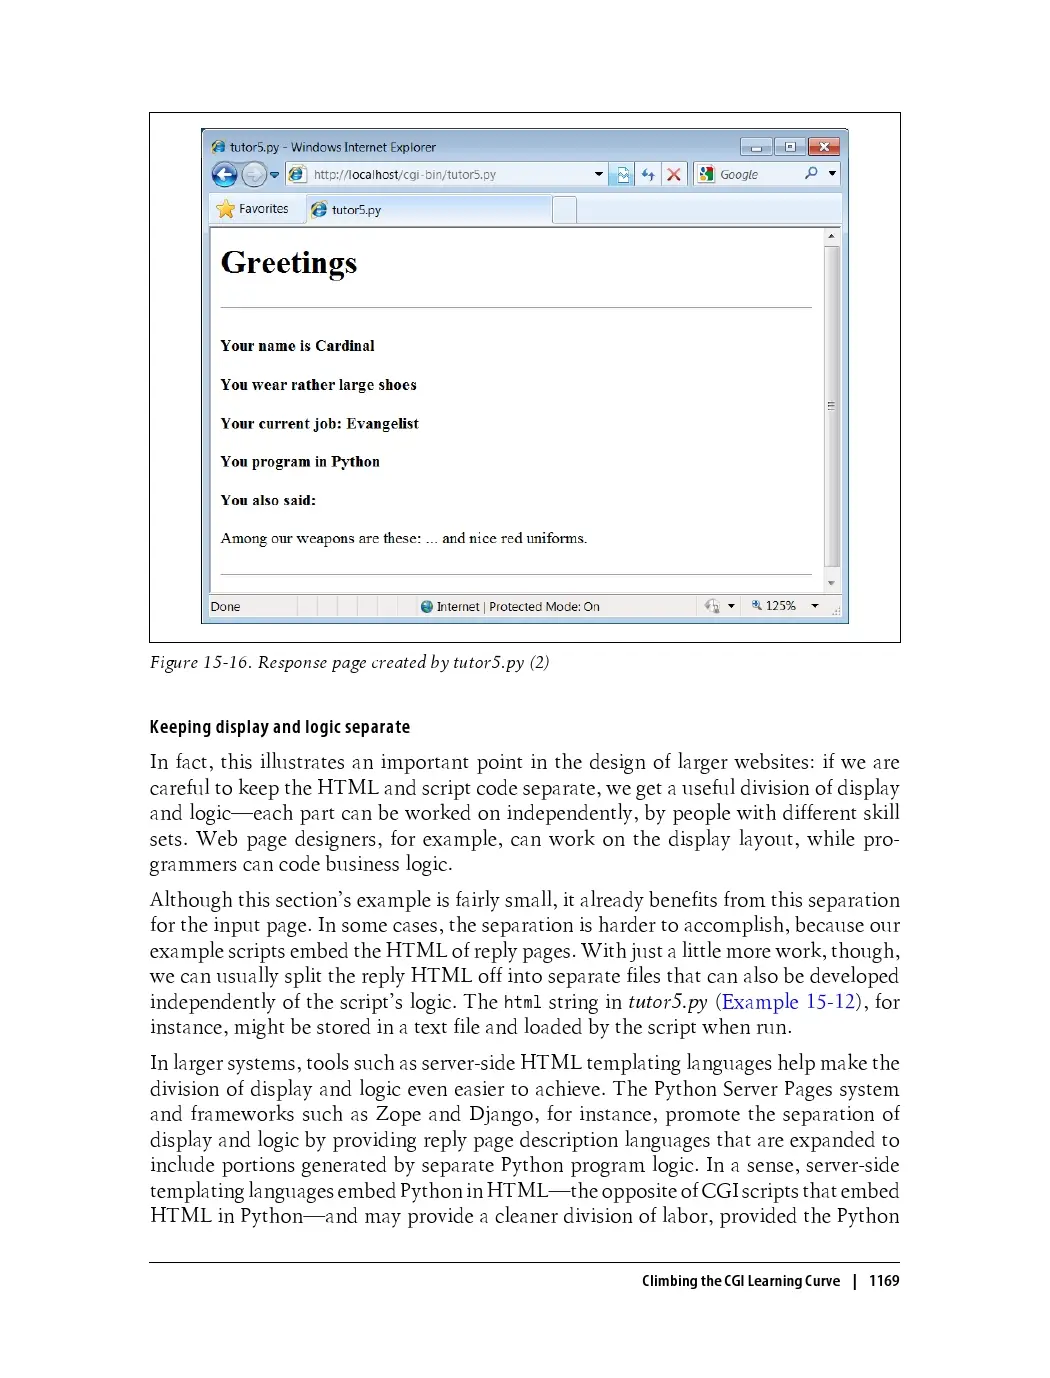 tutor5.py - Windows Internet Explorer
http://localhost/cgi-bin/tutor5.py
Google
Favorites
tutor5.py
Greetings
Your name is Cardinal
You wear rather large shoes
Your current job: Evangelist
You program in Python
You also said:
Among our weapons are these: ... and nice red uniforms.
Done
Internet | Protected Mode: On
125%
Figure 15-16. Response page created by tutor5.py (2)
Keeping display and logic separate
In fact, this illustrates an important point in the design of larger websites: if we are
careful to keep the HTML and script code separate, we get a useful division of display
and logic—each part can be worked on independently, by people with different skill
sets. Web page designers, for example, can work on the display layout, while pro-
grammers can code business logic.
Although this section’s example is fairly small, it already benefits from this separation
for the input page. In some cases, the separation is harder to accomplish, because our
example scripts embed the HTML of reply pages. With just a little more work, though,
we can usually split the reply HTML off into separate files that can also be developed
independently of the script’s logic. The html string in tutor5.py (Example 15-12), for
instance, might be stored in a text file and loaded by the script when run.
In larger systems, tools such as server-side HTML templating languages help make the
division of display and logic even easier to achieve. The Python Server Pages system
and frameworks such as Zope and Django, for instance, promote the separation of
display and logic by providing reply page description languages that are expanded to
include portions generated by separate Python program logic. In a sense, server-side
templating languages embed Python in HTML—the opposite of CGI scripts that embed
HTML in Python—and may provide a cleaner division of labor, provided the Python
Climbing the CGI Learning Curve | 1169